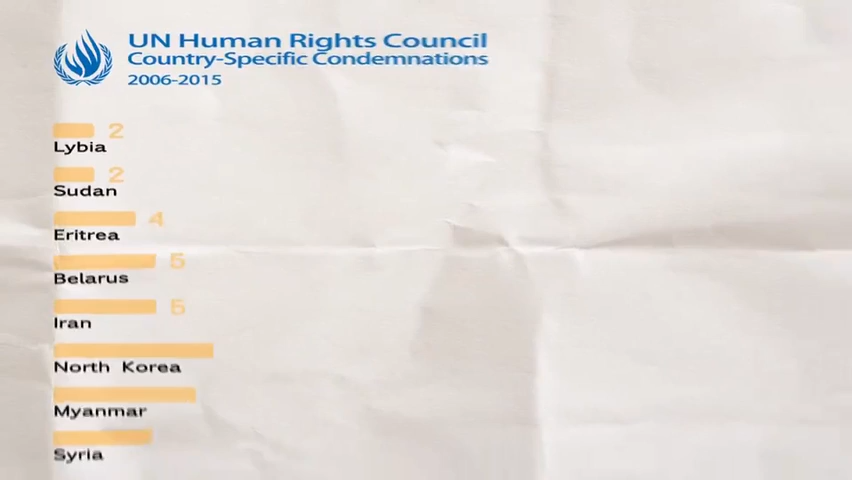 UN Human Rights Council
Country-Specific Condemnations
2006-2015
2
Lybia
2
Sudan
4
Eritrea
5
Belarus
5
Iran
North Korea
Myanmar
Syria